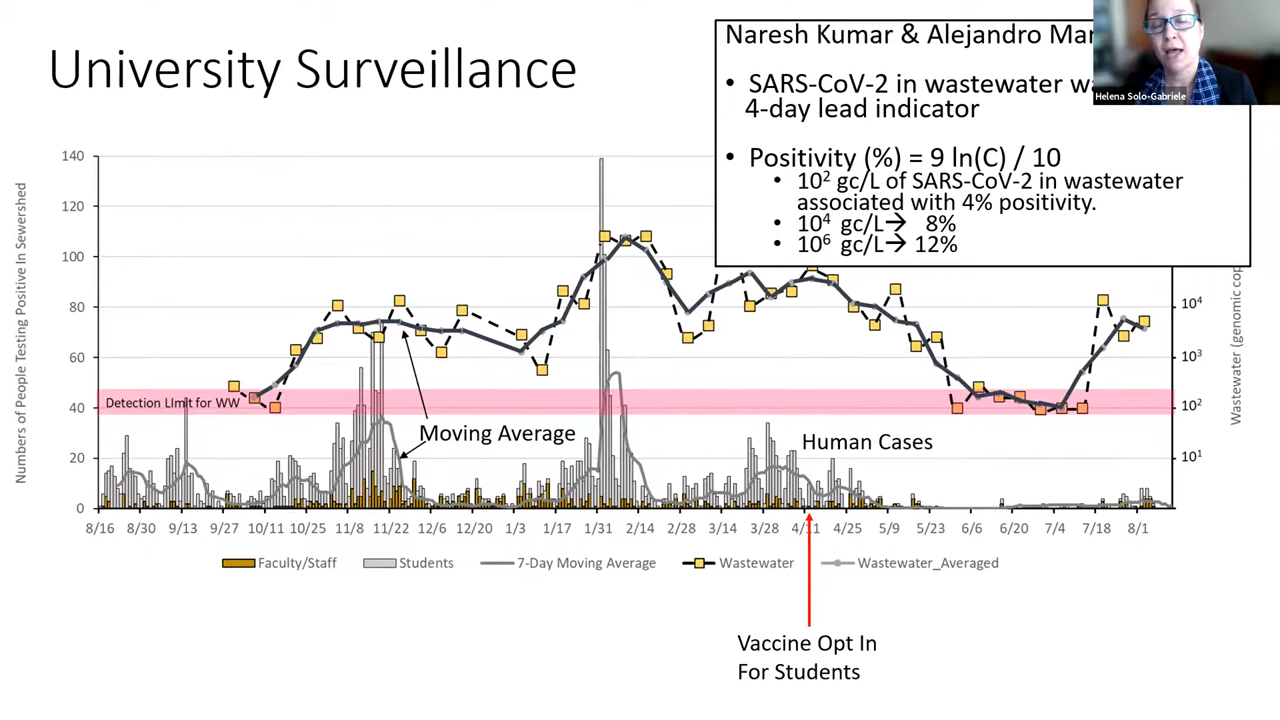 University Surveillance
Naresh Kumar & Alejandro
SARS-CoV-2 in wastewater
4-day lead indicator
Positivity (%) = 9 ln(C) / 10
10² gc/L of SARS-CoV-2 in wastewater
associated with 4% positivity.
10⁴ gc/L→ 8%
10⁶ gc/L→ 12%
Helena Solo-Gabriele
Numbers of People Testing Positive In Sewershed
140
120
100
80
60
40
20
0
Detection LImit for WW
Moving Average
Human Cases
10⁴
10³
10²
10¹
Wastewater (genomic
8/16 8/30 9/13 9/27 10/11 10/25 11/8 11/22 12/6 12/20 1/3 1/17 1/31 2/14 2/28 3/14 3/28 4/11 4/25 5/9 5/23 6/6 6/20 7/4 7/18 8/1
Faculty/Staff Students 7-Day Moving Average Wastewater Wastewater_Averaged
Vaccine Opt In
For Students